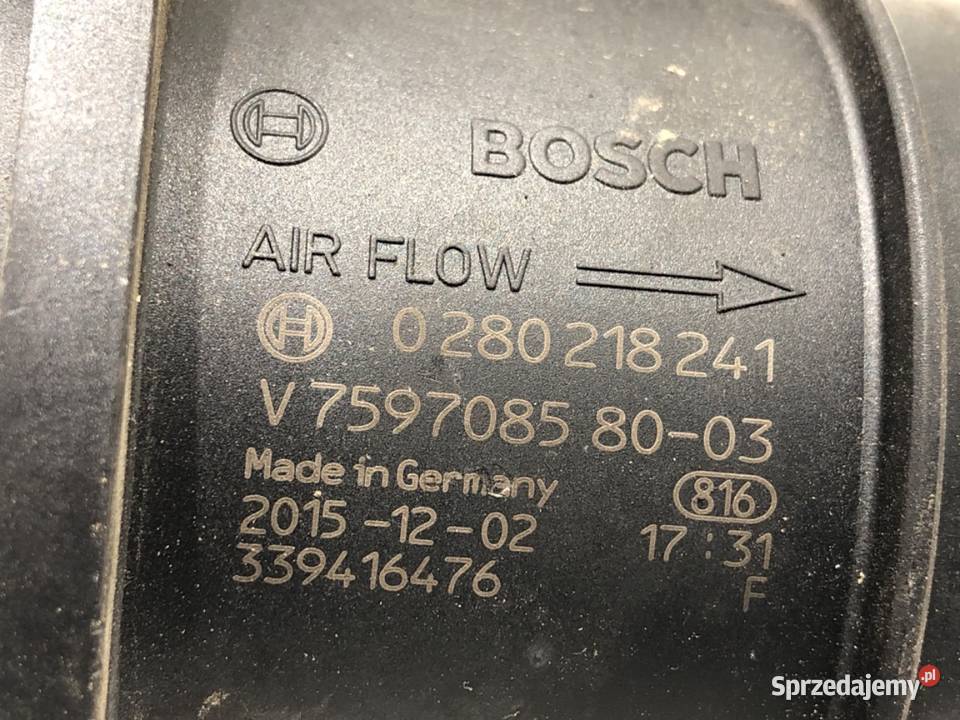 BOSCH
AIR FLOW
0 280 218 241
V 7597085 80-03
Made in Germany 816
2015-12-02 17:31
339416476 F
Sprzedajemy.pl